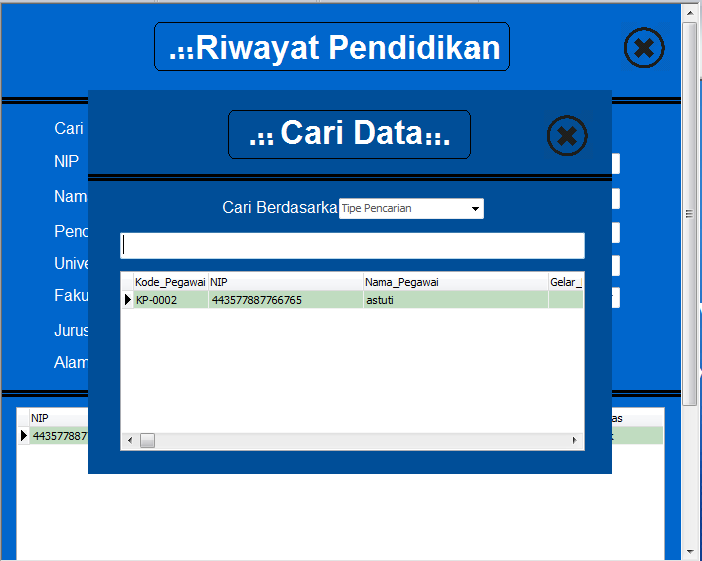 .::Riwayat Pendidikan
.:: Cari Data::.
Cari
Cari Berdasarka Tipe Pencarian
NIP
Nama
Pend
Unive
Faku
Jurus
Alam
Kode_Pegawai NIP Nama_Pegawai Gelar_
KP-0002 443577887766765 astuti
NIP as
443577887